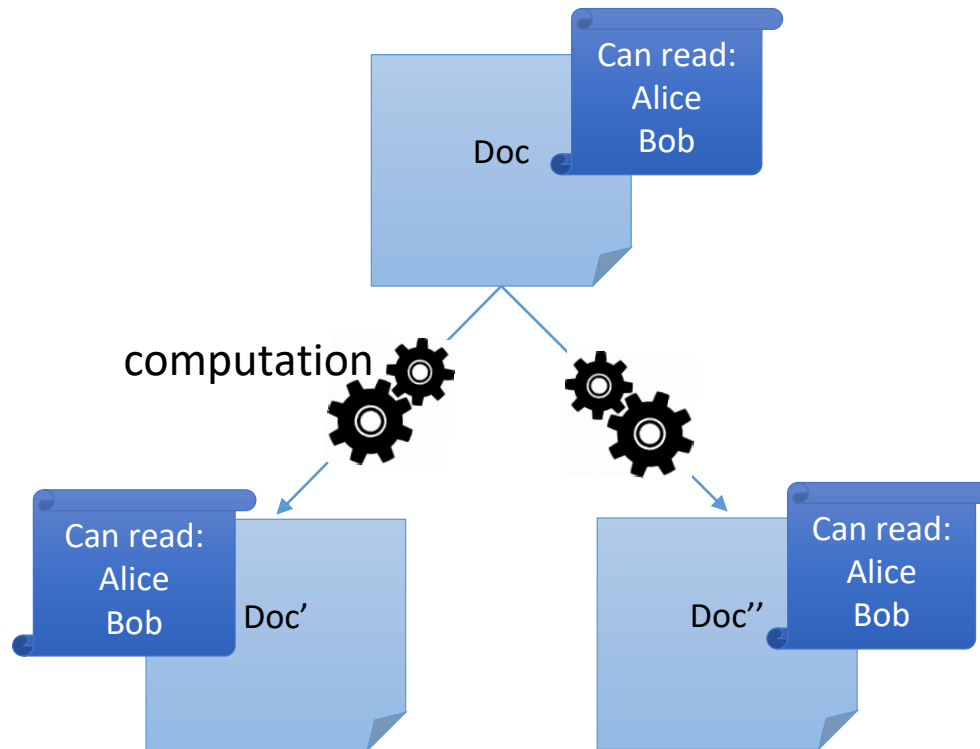 Can read:
Alice
Bob
Doc
computation
Can read:
Alice
Bob
Doc’
Can read:
Alice
Bob
Doc’’